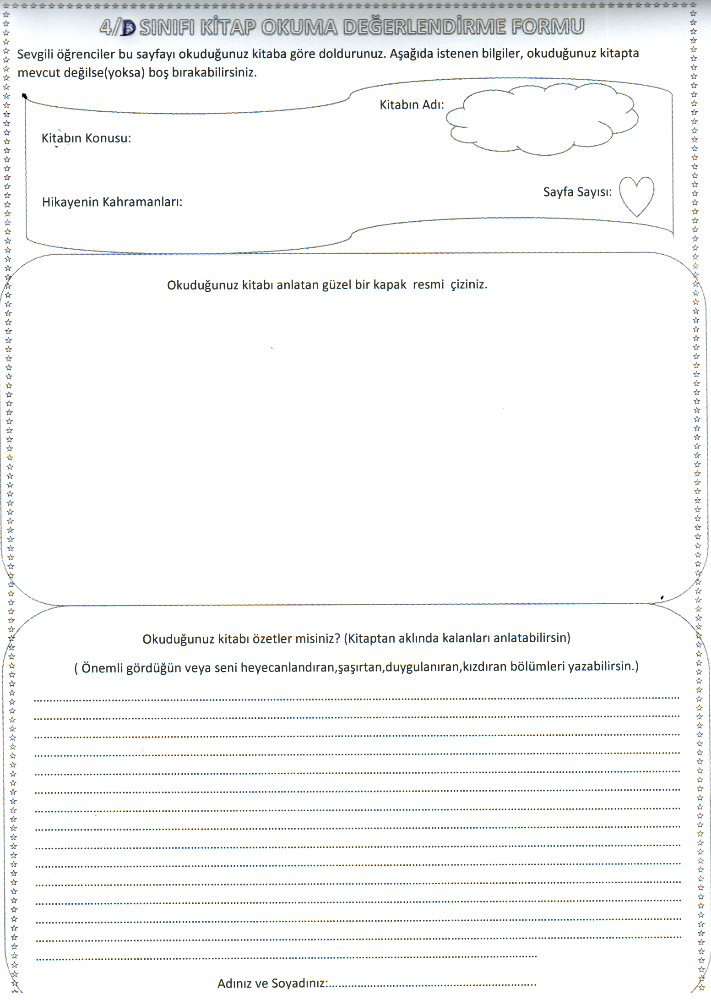 4/D SINIFI KİTAP OKUMA DEĞERLENDİRME FORMU
Sevgili öğrenciler bu sayfayı okuduğunuz kitaba göre doldurunuz. Aşağıda istenen bilgiler, okuduğunuz kitapta
mevcut değilse(yoksa) boş bırakabilirsiniz.
Kitabın Adı:
Kitabın Konusu:
Sayfa Sayısı:
Hikayenin Kahramanları:
Okuduğunuz kitabı anlatan güzel bir kapak resmi çiziniz.
Okuduğunuz kitabı özetler misiniz? (Kitaptan aklında kalanları anlatabilirsin)
( Önemli gördüğün veya seni heyecanlandıran,şaşırtan,duygulanıran,kızdıran bölümleri yazabilirsin.)
Adınız ve Soyadınız: